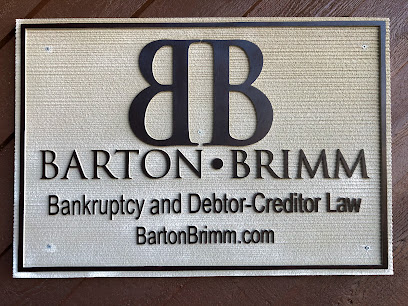 BB
BARTON•BRIMM
Bankruptcy and Debtor-Creditor Law
BartonBrimm.com